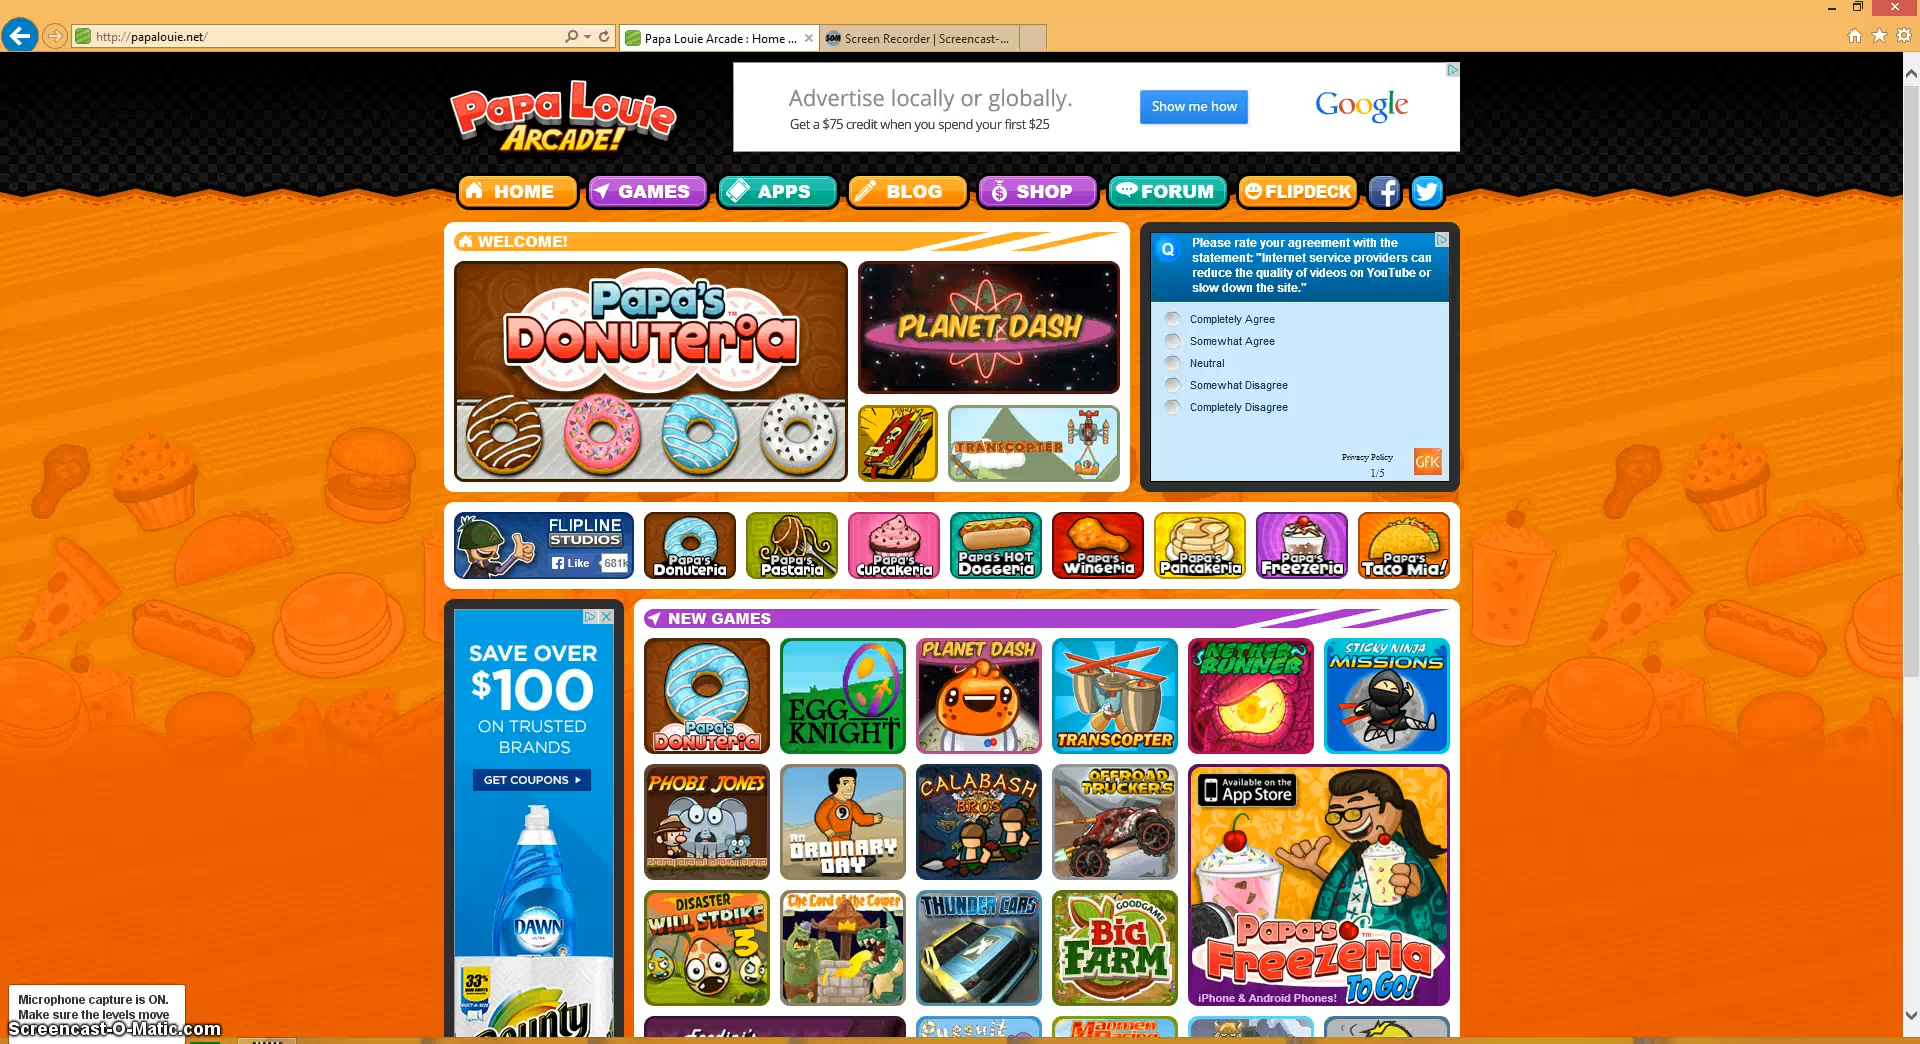 http://papalouie.net/
Papa Louie Arcade : Home ...
Screen Recorder | Screencast-...
Papa Louie
ARCADE!
Advertise locally or globally.
Get a $75 credit when you spend your first $25
Show me how
Google
HOME
GAMES
APPS
BLOG
SHOP
FORUM
FLIPDECK
WELCOME!
Papa's
DONUTERIA
PLANET DASH
TRANSCOPTER
Q
Please rate your agreement with the
statement: "Internet service providers can
reduce the quality of videos on YouTube or
slow down the site."
Completely Agree
Somewhat Agree
Neutral
Somewhat Disagree
Completely Disagree
Privacy Policy
1/5
GFK
FLIPLINE
STUDIOS
Like
681k
Papa's
Donuteria
Papa's
Pastaria
Papa's
Cupcakeria
Papa's HOT
Doggeria
Papa's
Wingeria
Papa's
Pancakeria
Papa's
Freezeria
Papa's
Taco Mia!
SAVE OVER
$100
ON TRUSTED
BRANDS
GET COUPONS
DAWN
ULTRA
33%
Bounty
NEW GAMES
Papa's
DONUTERIA
EGG
KNIGHT
PLANET DASH
TRANSCOPTER
NETHER
RUNNER
STICKY NINJA
MISSIONS
PHOBI JONES
AN
ORDINARY
DAY
CALABASH
BROS
OFFROAD
TRUCKERS
Available on the
App Store
Papa's
Freezeria
TO GO!
iPhone & Android Phones!
DISASTER
WILL STRIKE
3
The Lord of the Tower
THUNDER CARS
GOODGAME
BIG
FARM
Microphone capture is ON.
Make sure the levels move
Screencast-O-Matic.com